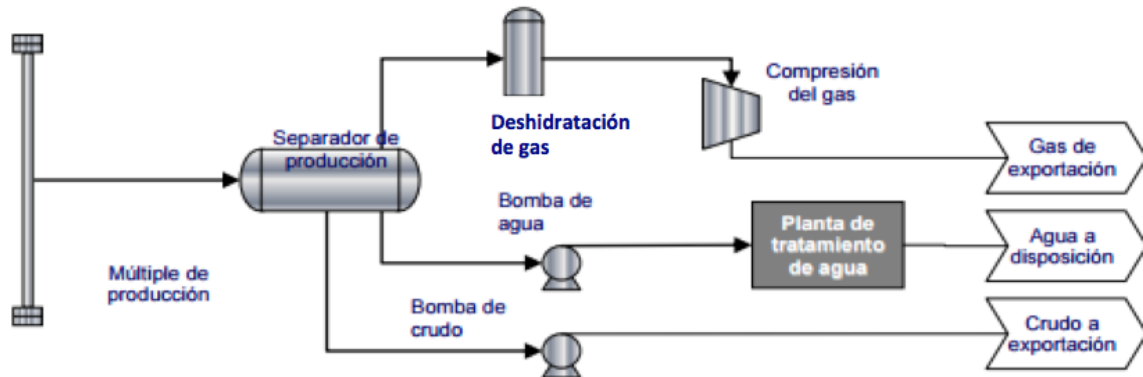 Compresión
del gas
Deshidratación
de gas
Separador de
producción
Gas de
exportación
Bomba de
agua
Planta de
tratamiento
de agua
Agua a
disposición
Múltiple de
producción
Bomba de
crudo
Crudo a
exportación